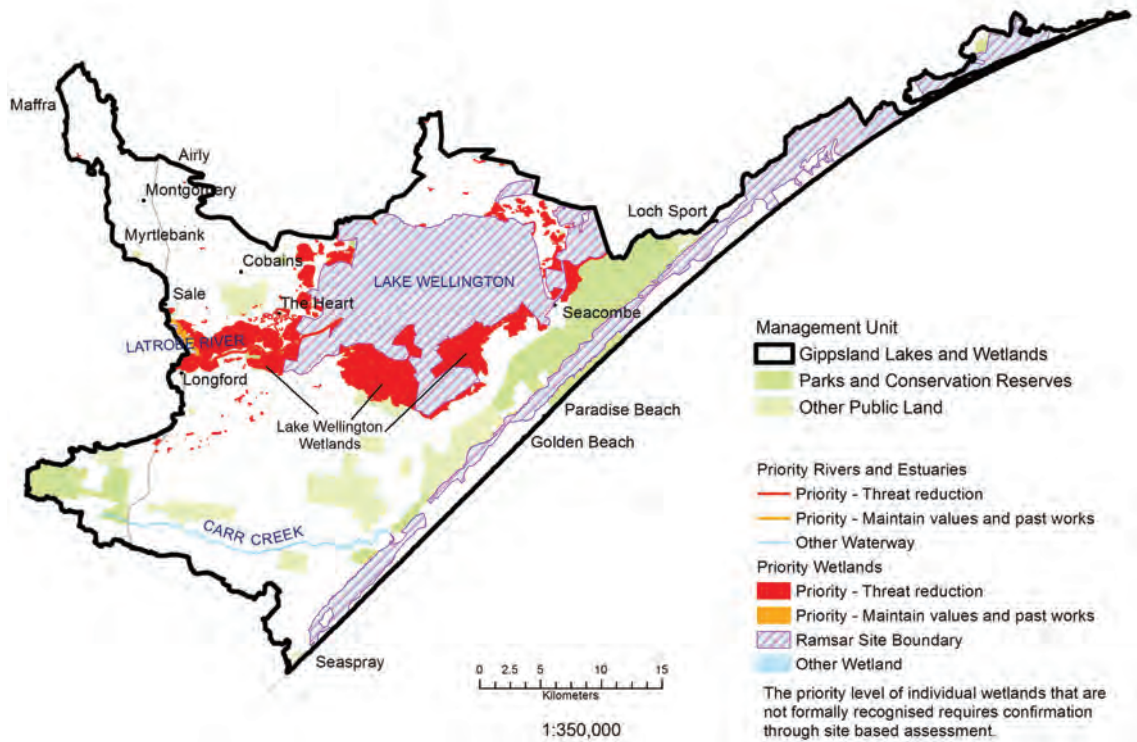 Maffra
Airly
Montgomery
Myrtlebank
Cobains
Sale
The Heart
LAKE WELLINGTON
Loch Sport
Seacombe
LATROBE RIVER
Longford
Lake Wellington
Wetlands
Paradise Beach
Golden Beach
CARR CREEK
Seaspray
0 2.5 5 10 15
Kilometers
1:350,000
Management Unit
Gippsland Lakes and Wetlands
Parks and Conservation Reserves
Other Public Land
Priority Rivers and Estuaries
Priority - Threat reduction
Priority - Maintain values and past works
Other Waterway
Priority Wetlands
Priority - Threat reduction
Priority - Maintain values and past works
Ramsar Site Boundary
Other Wetland
The priority level of individual wetlands that are
not formally recognised requires confirmation
through site based assessment.